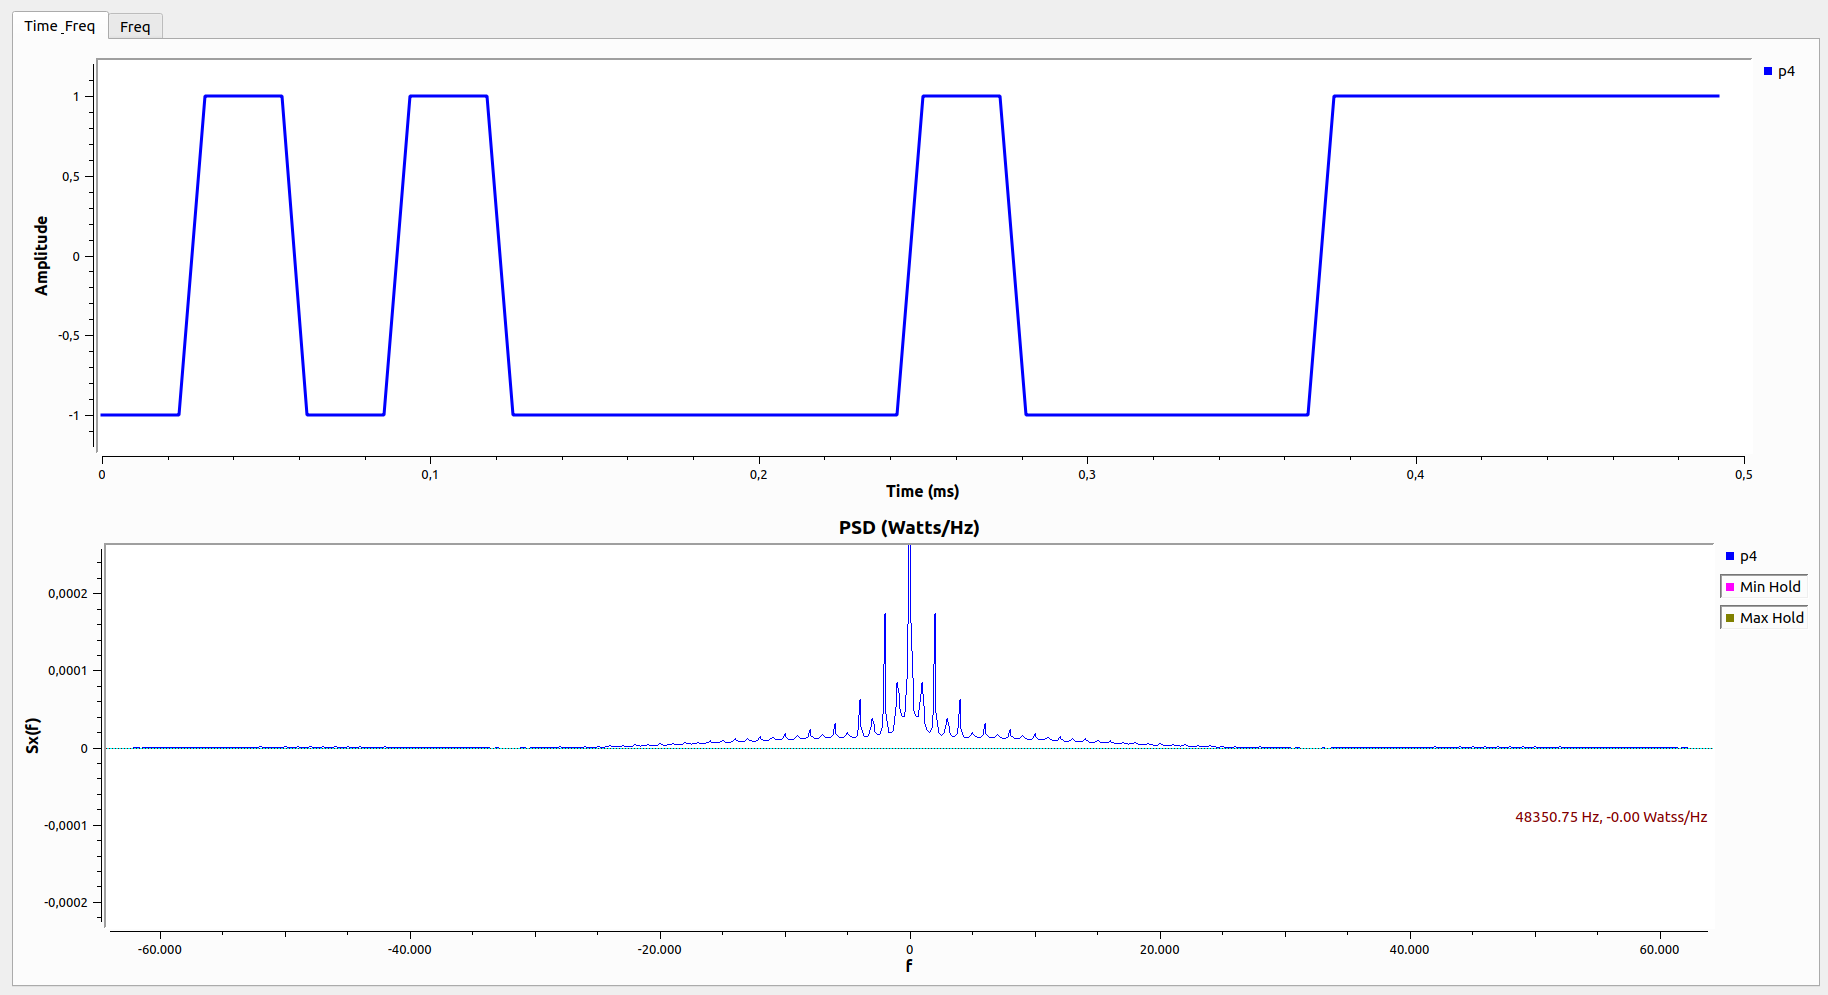 Time_Freq
Freq
p4
1
0,5
0
-0,5
-1
Amplitude
0
0,1
0,2
0,3
0,4
0,5
Time (ms)
PSD (Watts/Hz)
p4
Min Hold
Max Hold
0,0002
0,0001
0
-0,0001
-0,0002
Sx(f)
48350.75 Hz, -0.00 Watss/Hz
-60.000
-40.000
-20.000
0
20.000
40.000
60.000
f